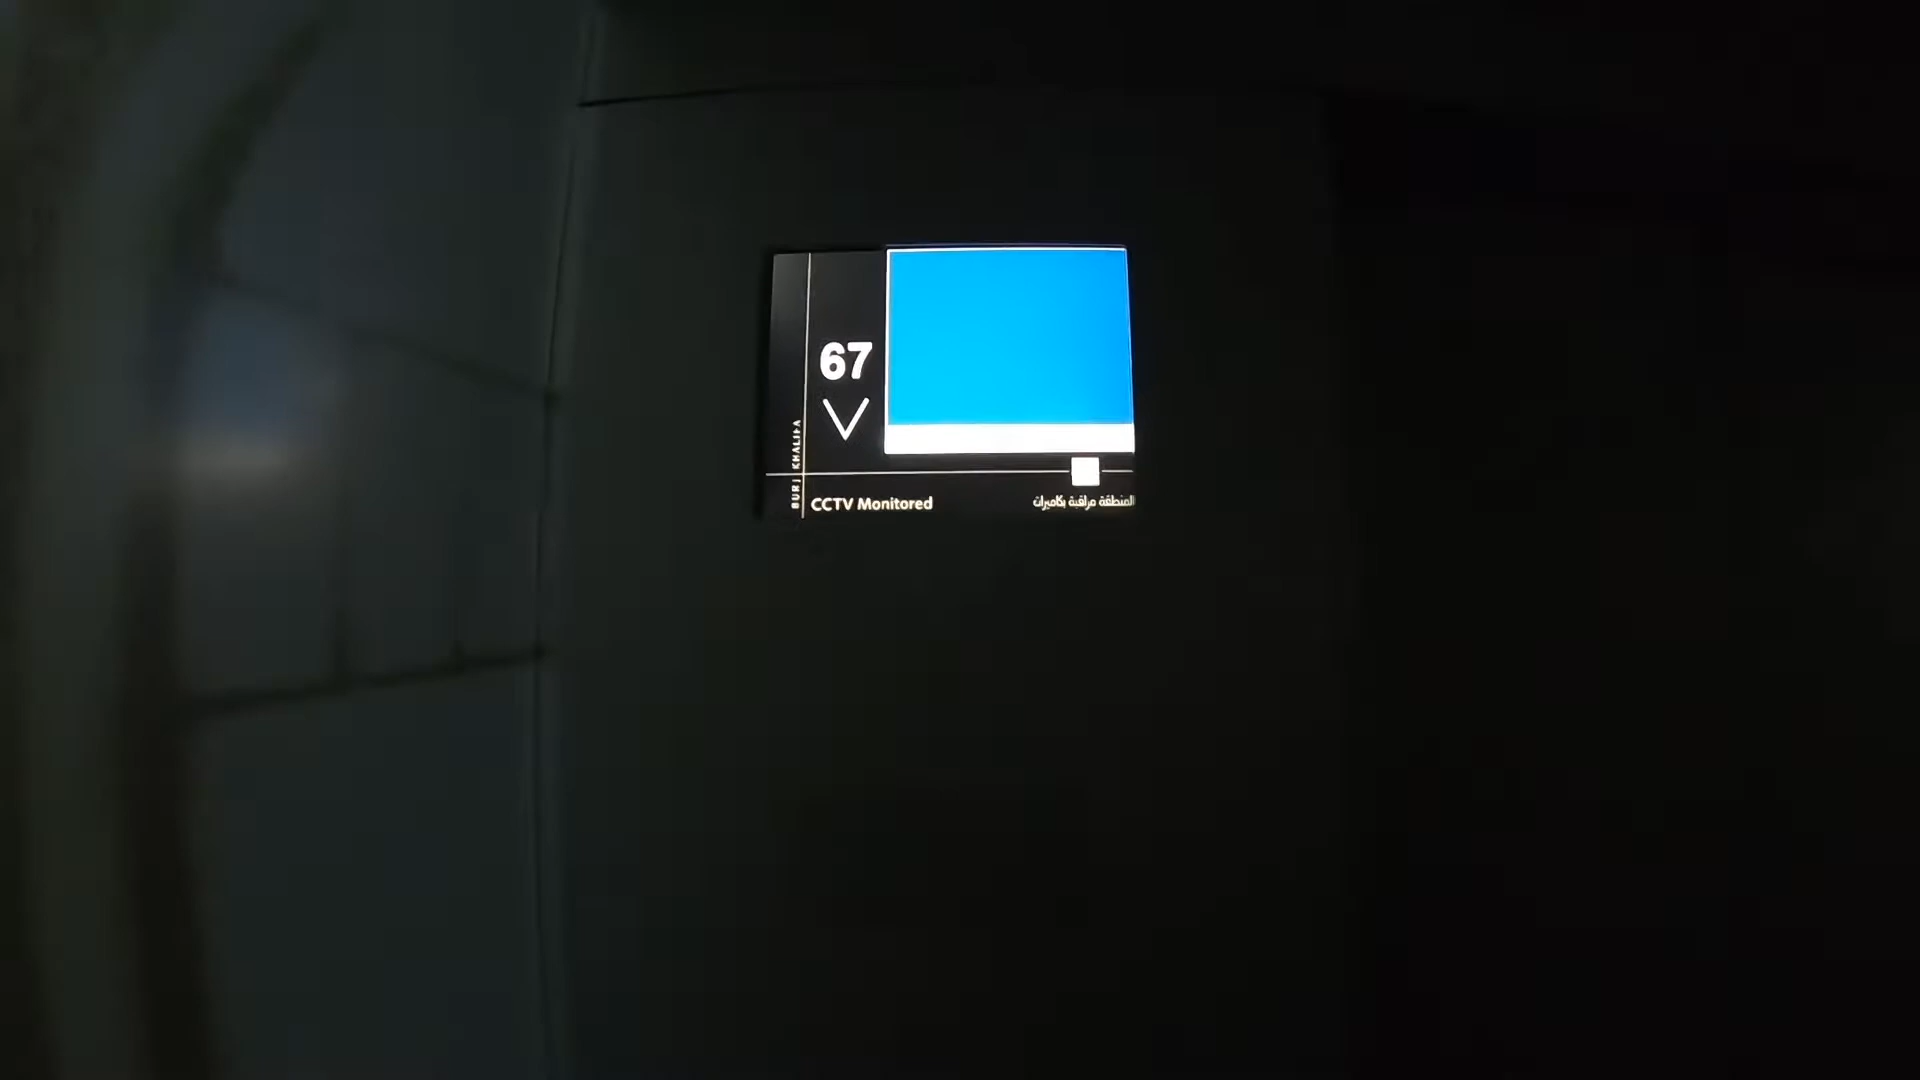 67
BURJ KHALIFA
CCTV Monitored
المنطقة مراقبة بكاميرات